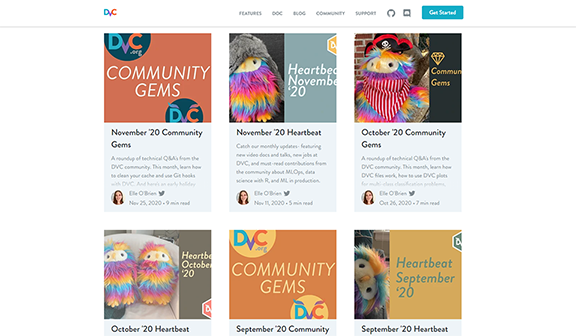 DVC
FEATURES
DOC
BLOG
COMMUNITY
SUPPORT
Get Started
DVC
.org
COMMUNITY
GEMS
Heartbeat
November
'20
Commun
Gems
November '20 Community
Gems
A roundup of technical Q&A's from the
DVC community. This month, learn how
to clean your cache and use Git hooks
with DVC. And here's an early holiday
Elle O'Brien
Nov 25, 2020 • 9 min read
November '20 Heartbeat
Catch our monthly updates- featuring
new video docs and talks, new jobs at
DVC, and must-read contributions from
the community about MLOps, data
science with R, and ML in production.
Elle O'Brien
Nov 11, 2020 • 5 min read
October '20 Community
Gems
A roundup of technical Q&A's from the
DVC community. This month, learn how
DVC files work, how to use DVC plots
for multi-class classification problems,
Elle O'Brien
Oct 26, 2020 • 7 min read
Heartbe
October
'20
DVC
.org
COMMUNITY
GEMS
Heartbeat
September
'20
October '20 Heartbeat
September '20 Community
September '20 Heartbeat